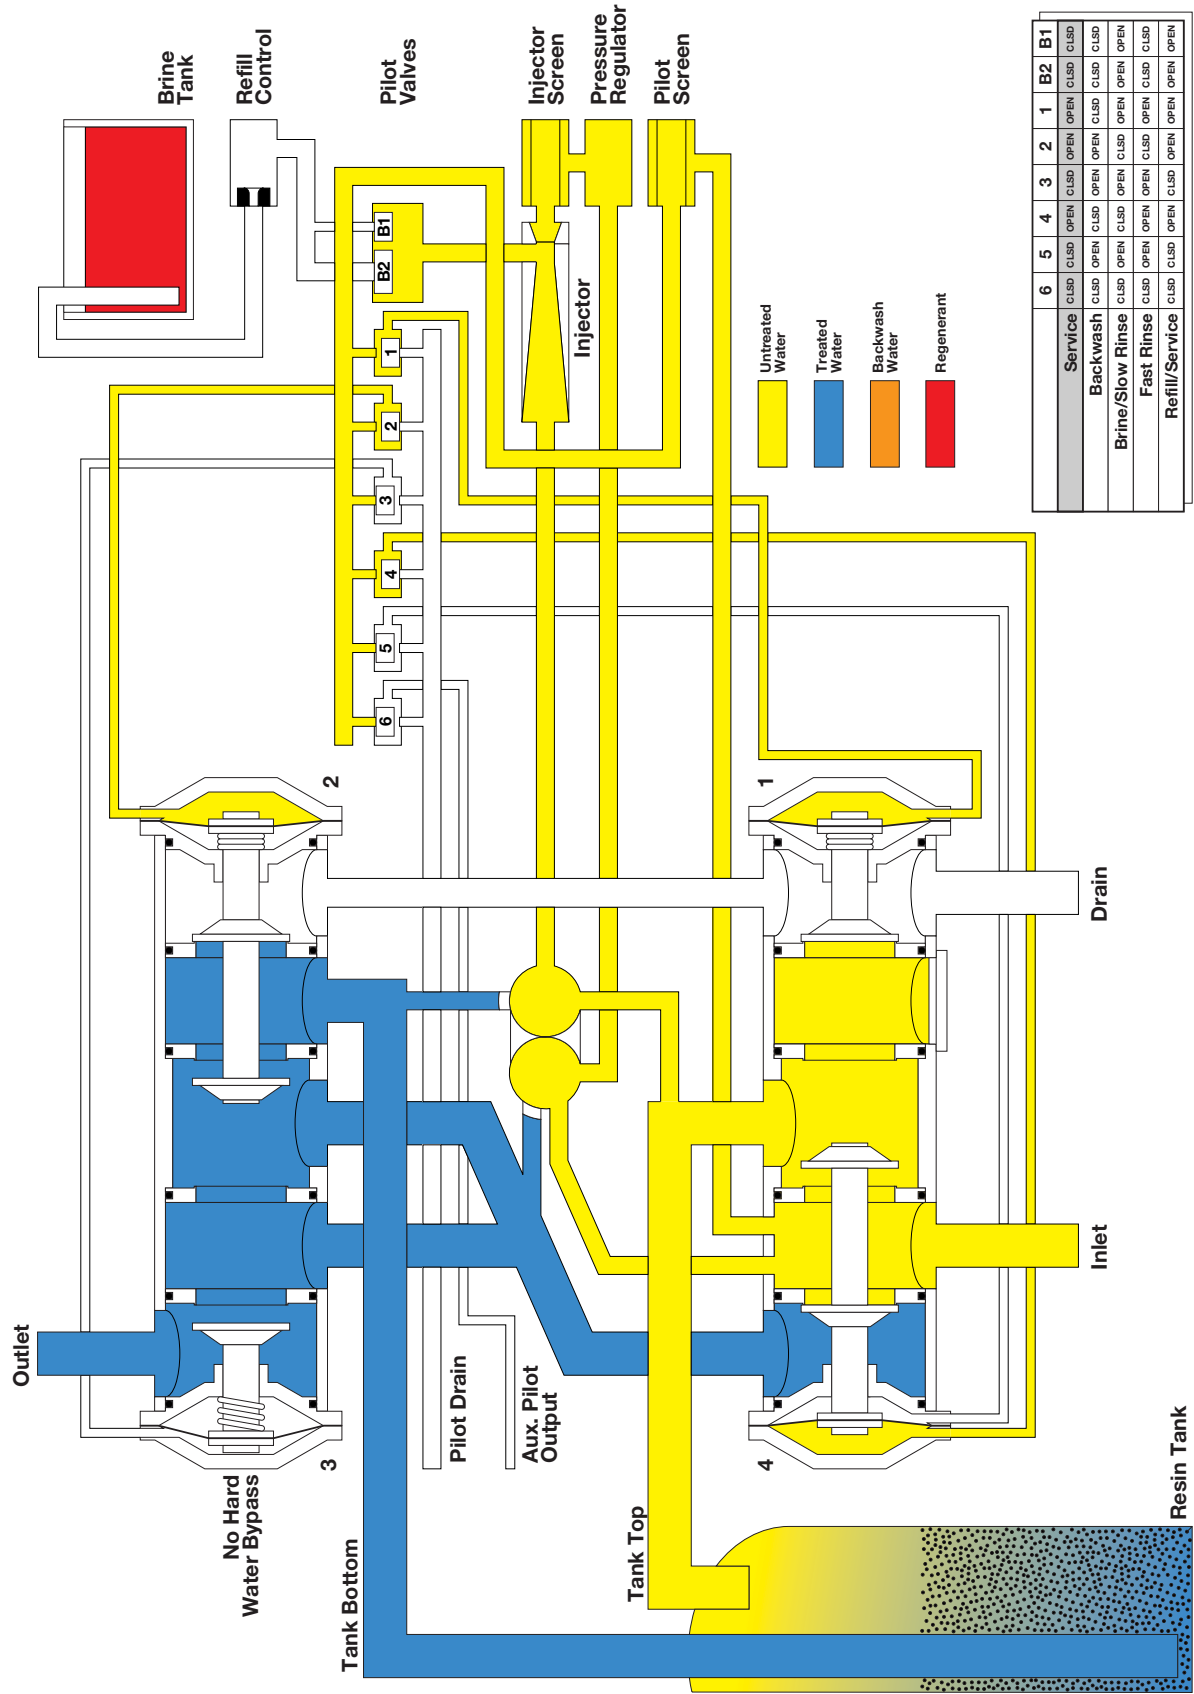 Outlet
No Hard
Water Bypass
3
2
Brine
Tank
Refill
Control
Pilot
Valves
6
5
4
3
2
1
B2
B1
Tank Bottom
Pilot Drain
Aux. Pilot
Output
Injector
Screen
Pressure
Regulator
Pilot
Screen
Injector
Tank Top
4
1
Untreated
Water
Treated
Water
Backwash
Water
Regenerant
Inlet
Drain
Resin Tank
6 5 4 3 2 1 B2 B1
Service CLSD CLSD OPEN CLSD OPEN OPEN CLSD CLSD
Backwash CLSD OPEN CLSD OPEN OPEN CLSD CLSD CLSD
Brine/Slow Rinse CLSD OPEN CLSD OPEN CLSD OPEN OPEN OPEN
Fast Rinse CLSD OPEN OPEN OPEN CLSD OPEN CLSD CLSD
Refill/Service CLSD CLSD OPEN CLSD OPEN OPEN OPEN OPEN